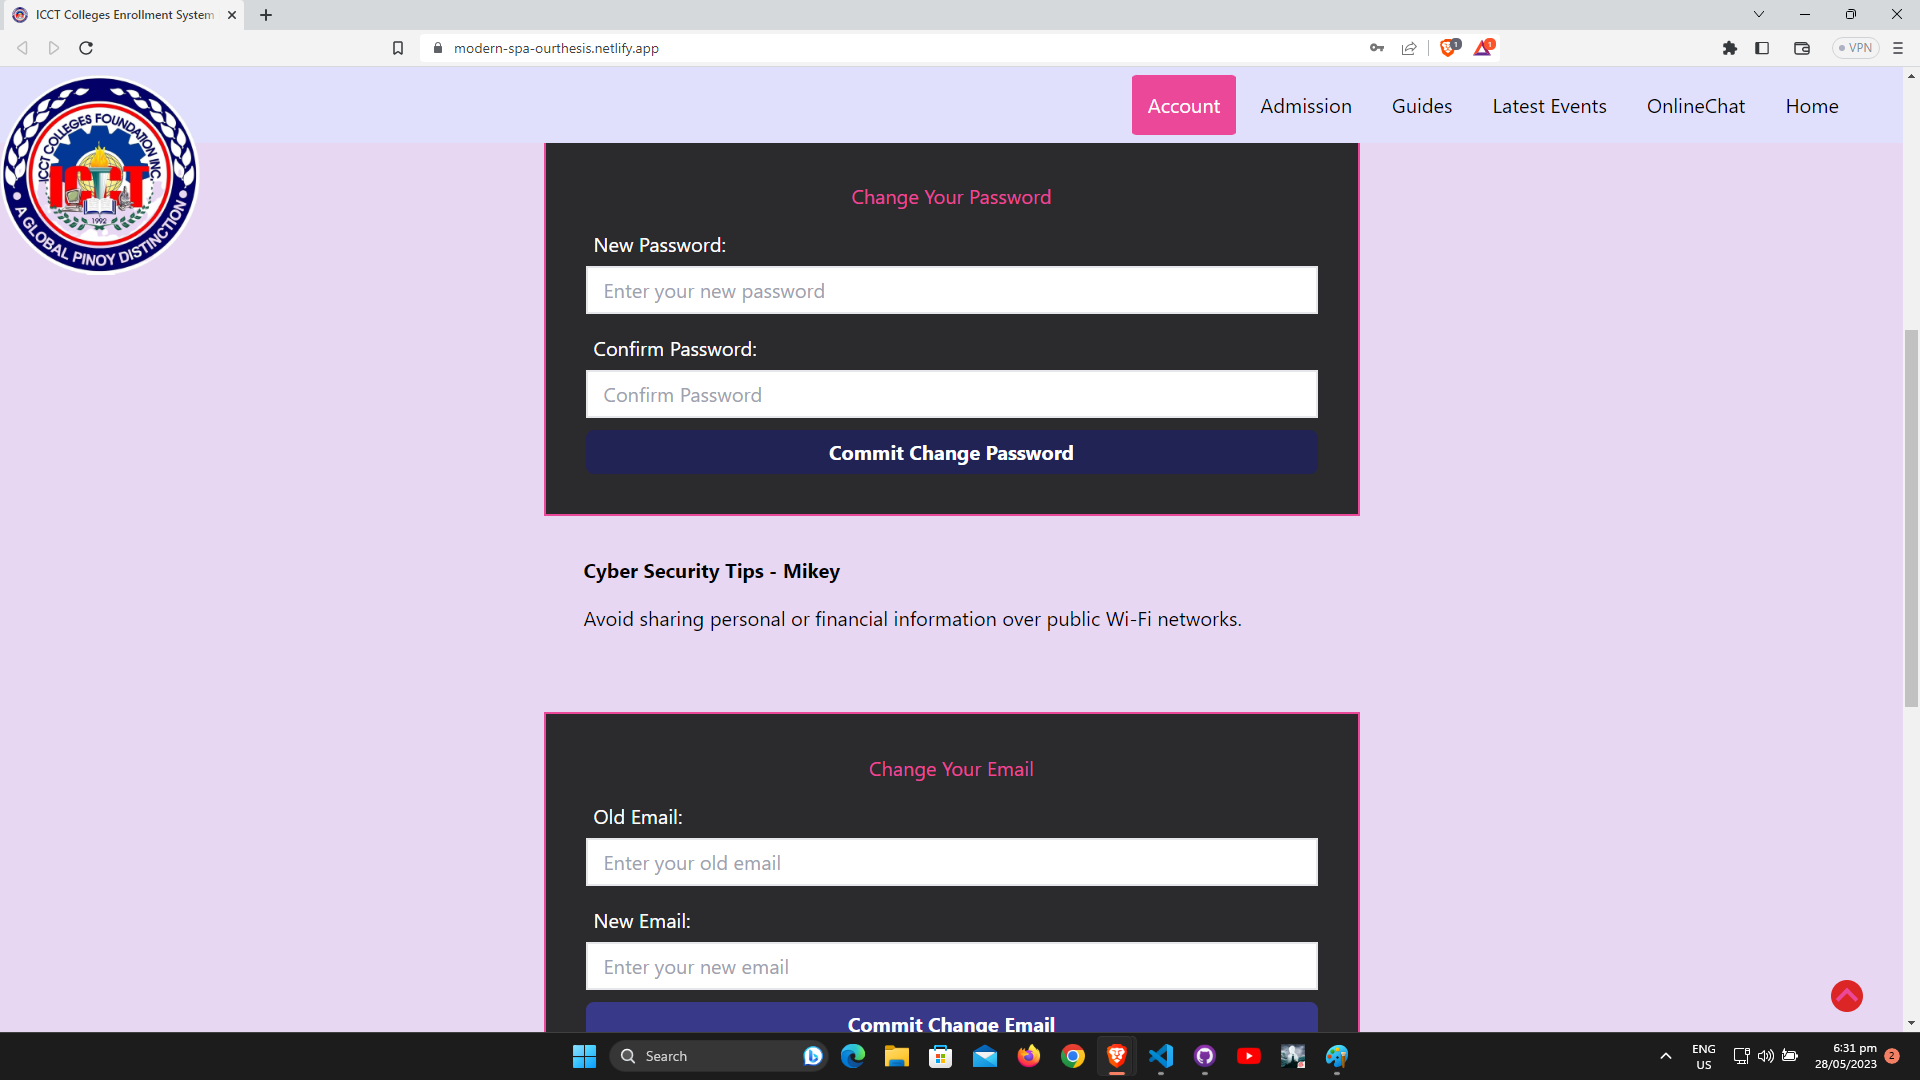 ICCT Colleges Enrollment System
modern-spa-ourthesis.netlify.app
1
1
VPN
ICCT COLLEGES FOUNDATION INC.
ICCT
1992
A GLOBAL PINOY DISTINCTION
Account
Admission
Guides
Latest Events
OnlineChat
Home
Change Your Password
New Password:
Enter your new password
Confirm Password:
Confirm Password
Commit Change Password
Cyber Security Tips - Mikey
Avoid sharing personal or financial information over public Wi-Fi networks.
Change Your Email
Old Email:
Enter your old email
New Email:
Enter your new email
Commit Change Email
Search
ENG
US
6:31 pm
28/05/2023
2